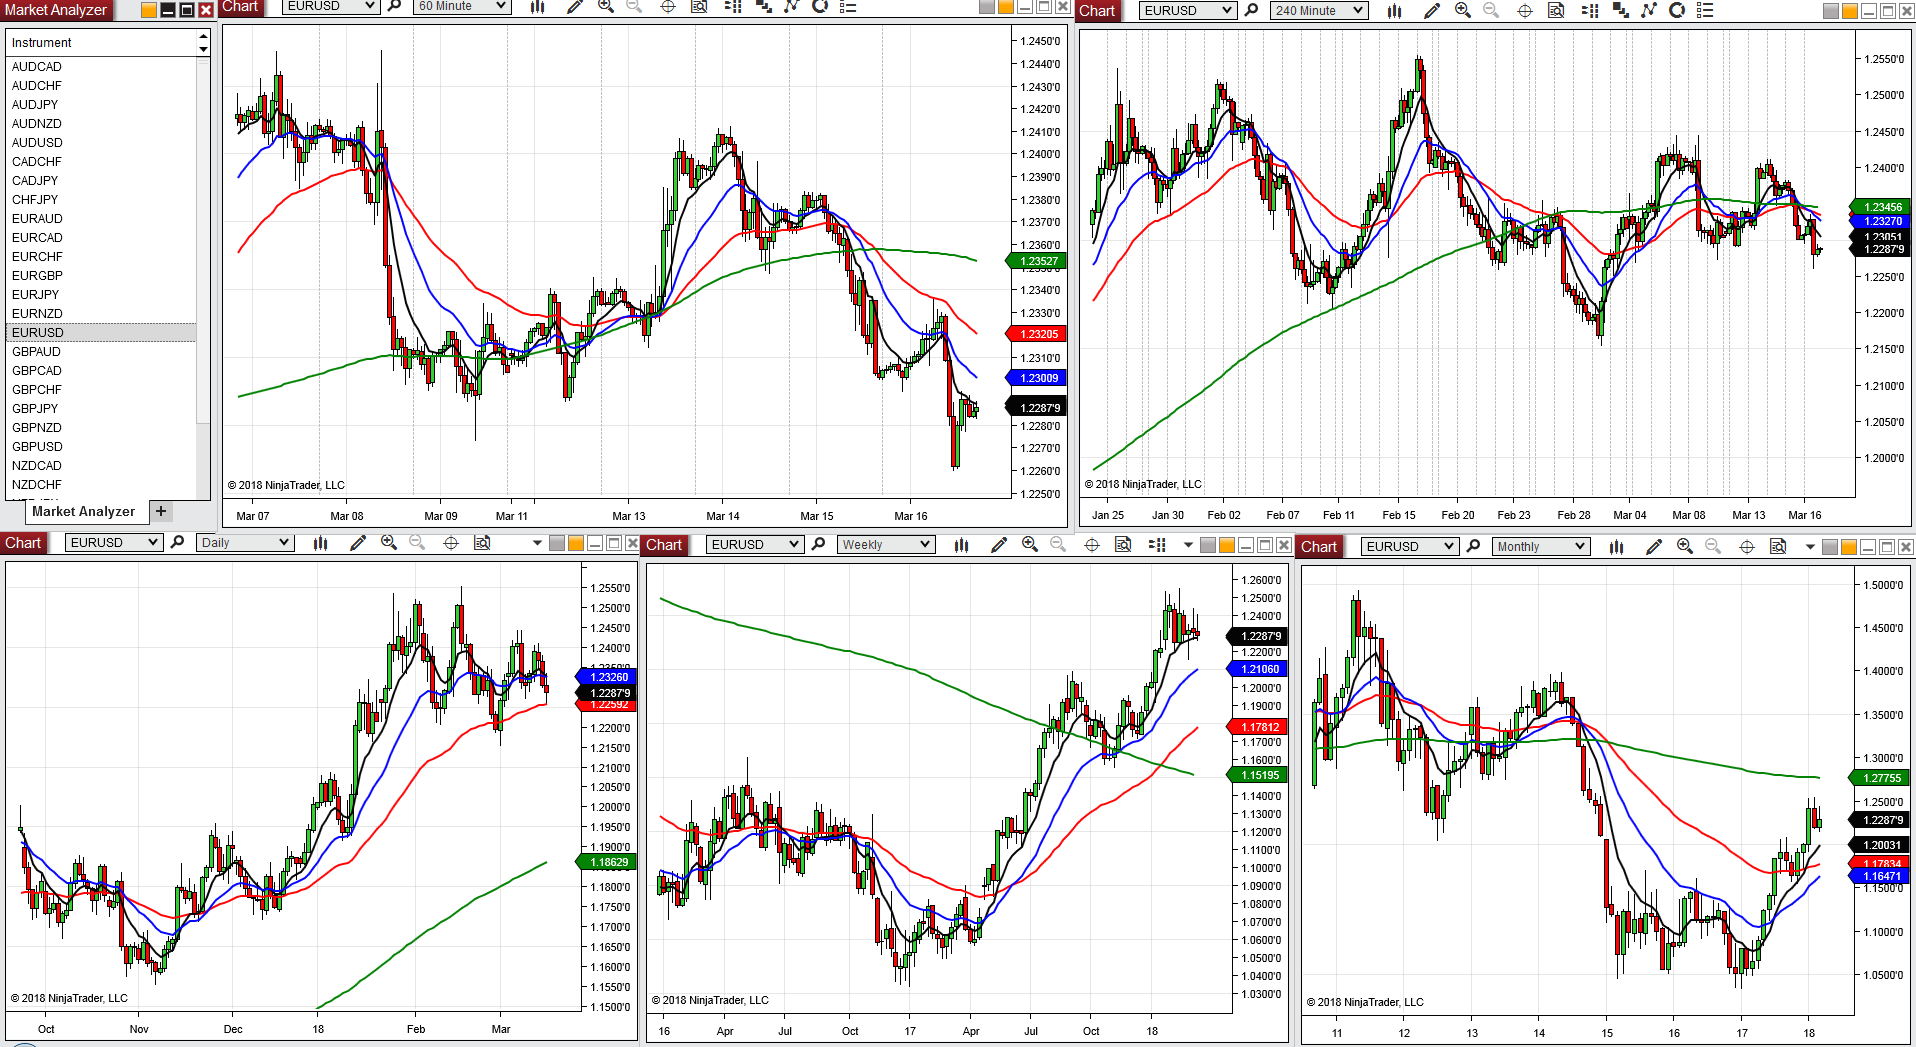 Market Analyzer
Instrument
AUDCAD
AUDCHF
AUDJPY
AUDNZD
AUDUSD
CADCHF
CADJPY
CHFJPY
EURAUD
EURCAD
EURCHF
EURGBP
EURJPY
EURNZD
EURUSD
GBPAUD
GBPCAD
GBPCHF
GBPJPY
GBPNZD
GBPUSD
NZDCAD
NZDCHF
Market Analyzer +
Chart EURUSD 60 Minute
1.2450'0
1.2440'0
1.2430'0
1.2420'0
1.2410'0
1.2400'0
1.2390'0
1.2380'0
1.2370'0
1.2360'0
1.23527
1.2340'0
1.2330'0
1.23205
1.2310'0
1.23009
1.2287'9
1.2280'0
1.2270'0
1.2260'0
1.2250'0
© 2018 NinjaTrader, LLC
Mar 07 Mar 08 Mar 09 Mar 11 Mar 13 Mar 14 Mar 15 Mar 16
Chart EURUSD 240 Minute
1.2550'0
1.2500'0
1.2450'0
1.2400'0
1.23456
1.23270
1.23051
1.2287'9
1.2250'0
1.2200'0
1.2150'0
1.2100'0
1.2050'0
1.2000'0
© 2018 NinjaTrader, LLC
Jan 25 Jan 30 Feb 02 Feb 07 Feb 11 Feb 15 Feb 20 Feb 23 Feb 28 Mar 04 Mar 08 Mar 13 Mar 16
Chart EURUSD Daily
1.2550'0
1.2500'0
1.2450'0
1.2400'0
1.23260
1.2287'9
1.22592
1.2200'0
1.2150'0
1.2100'0
1.2050'0
1.2000'0
1.1950'0
1.1900'0
1.18629
1.1800'0
1.1750'0
1.1700'0
1.1650'0
1.1600'0
1.1550'0
1.1500'0
© 2018 NinjaTrader, LLC
Oct Nov Dec 18 Feb Mar
Chart EURUSD Weekly
1.2600'0
1.2500'0
1.2400'0
1.2287'9
1.2200'0
1.21060
1.2000'0
1.1900'0
1.17812
1.1700'0
1.1600'0
1.15195
1.1400'0
1.1300'0
1.1200'0
1.1100'0
1.1000'0
1.0900'0
1.0800'0
1.0700'0
1.0600'0
1.0500'0
1.0400'0
1.0300'0
© 2018 NinjaTrader, LLC
16 Apr Jul Oct 17 Apr Jul Oct 18
Chart EURUSD Monthly
1.5000'0
1.4500'0
1.4000'0
1.3500'0
1.3000'0
1.27755
1.2500'0
1.2287'9
1.20031
1.17834
1.16471
1.1500'0
1.1000'0
1.0500'0
© 2018 NinjaTrader, LLC
11 12 13 14 15 16 17 18